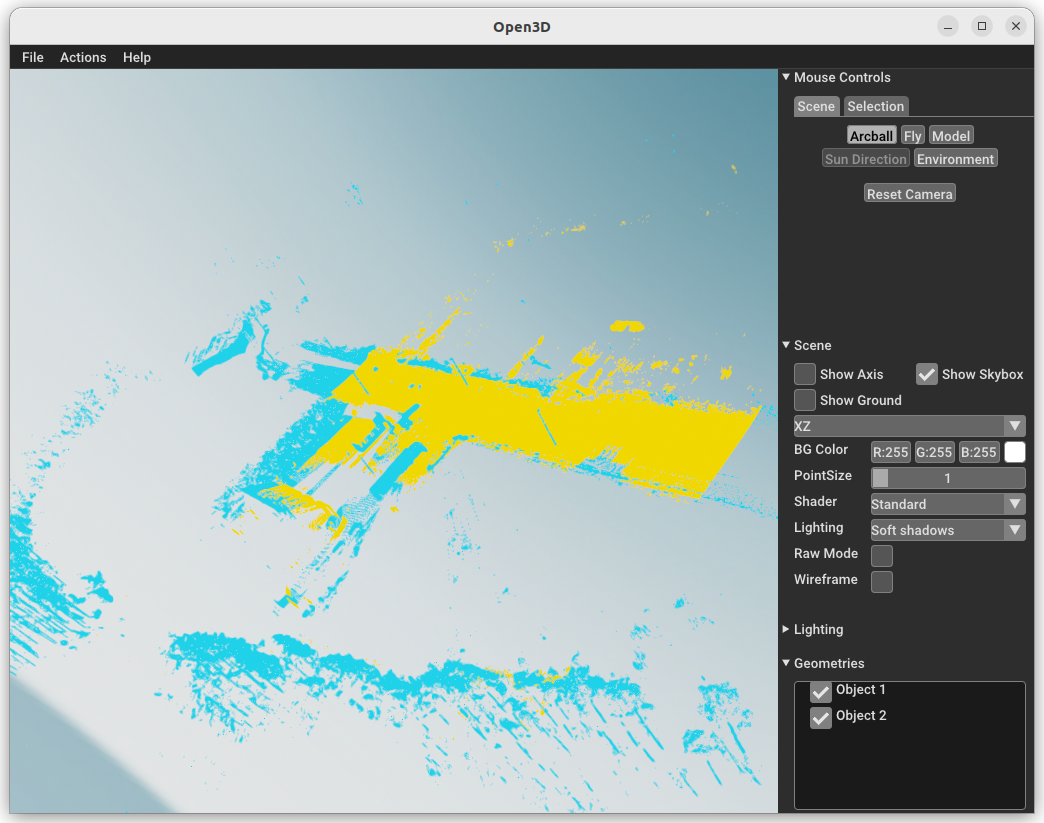 Open3D
File Actions Help
Mouse Controls
Scene Selection
Arcball Fly Model
Sun Direction Environment
Reset Camera
Scene
Show Axis Show Skybox
Show Ground
XZ
BG Color R:255 G:255 B:255
PointSize 1
Shader Standard
Lighting Soft shadows
Raw Mode
Wireframe
Lighting
Geometries
Object 1
Object 2